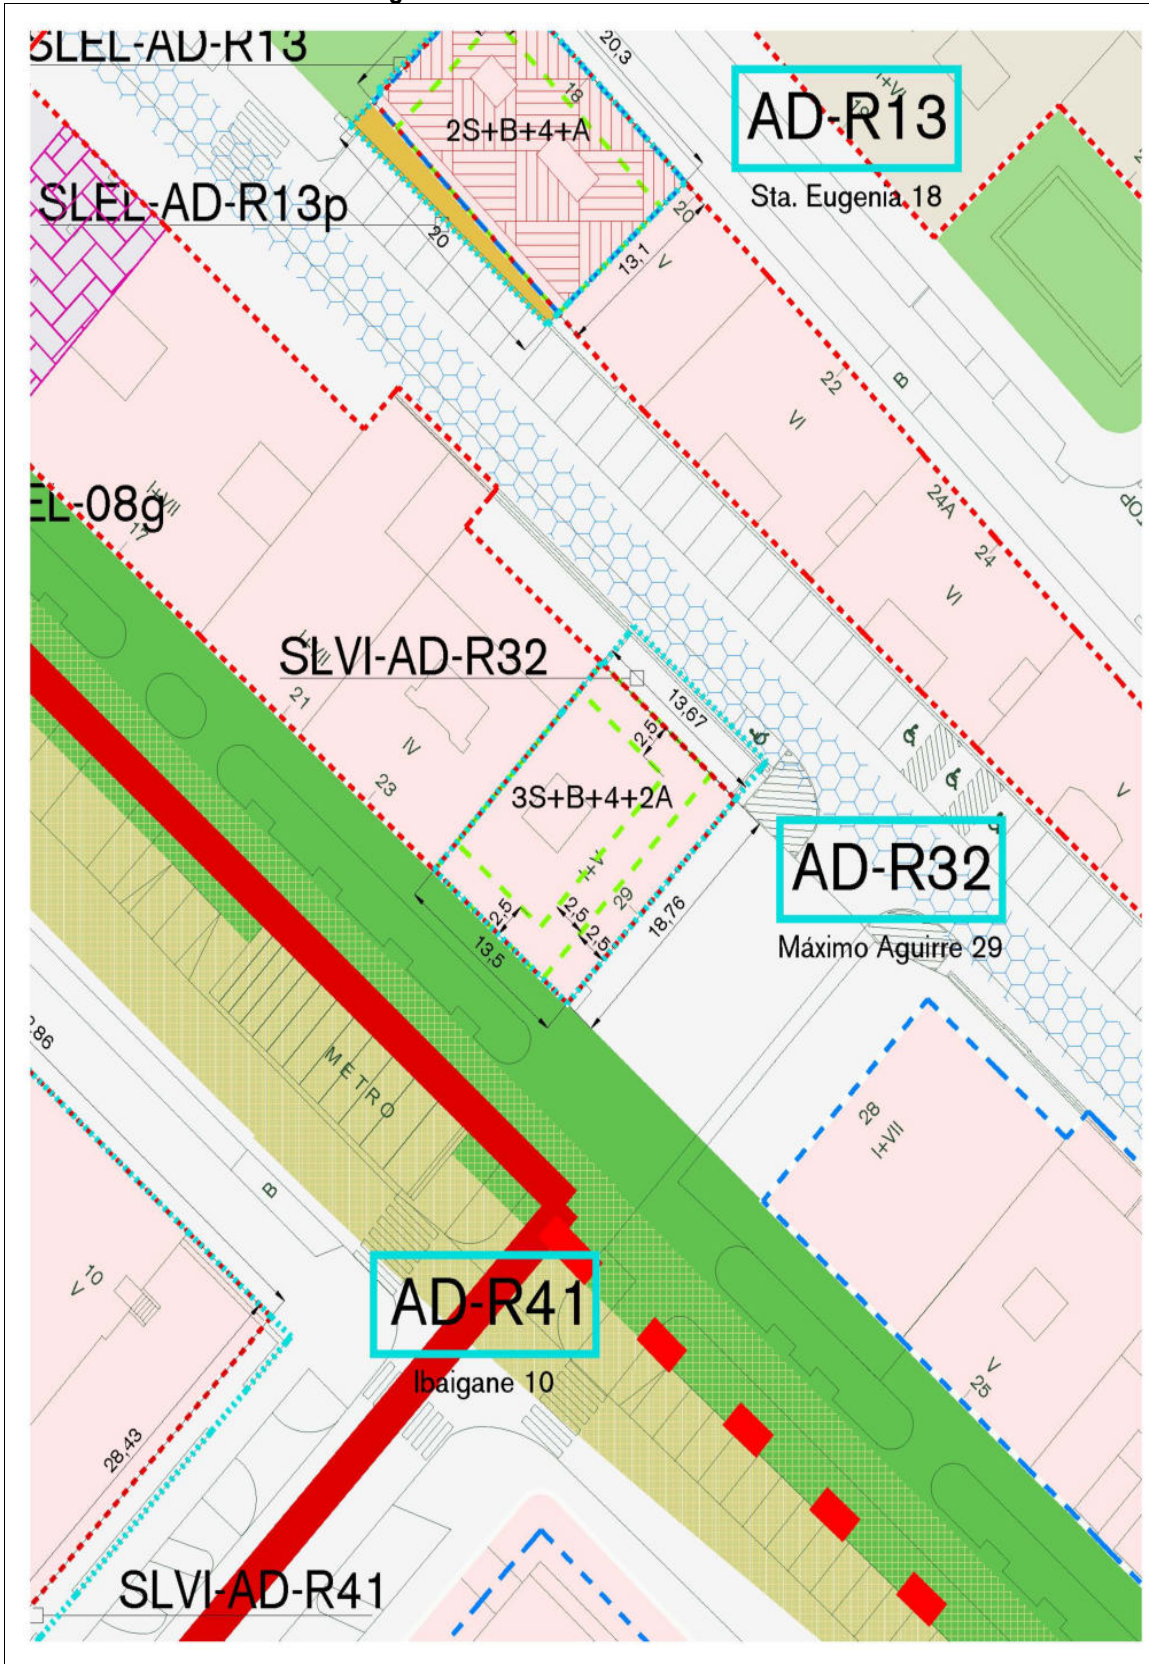 SLEL-AD-R13
20,3
I+VI
18
2S+B+4+A
AD-R13
Sta. Eugenia 18
SLEL-AD-R13p
20
20
13,1
V
22
B
VI
EL-08g
I+VII
17
24A
24
VI
SLVI-AD-R32
21
IV
23
13,67
2,5
3S+B+4+2A
V
I+V
29
AD-R32
Máximo Aguirre 29
2,5
2,5
2,5
18,76
13,5
METRO
28
I+VII
B
10
V
AD-R41
Ibaigane 10
V
25
28,43
SLVI-AD-R41